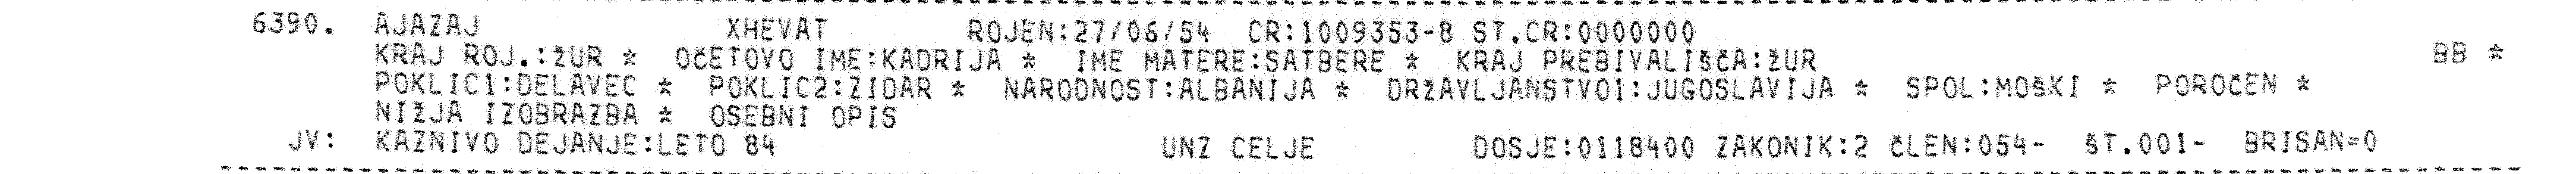 6390. AJAZAJ XHEVAT ROJEN:27/06/54 CR:1009353-8 ST.CR:0000000
KRAJ ROJ.:ŽUR * OČETOVO IME:KADRIJA * IME MATERE:SATBERE * KRAJ PREBIVALIŠČA:ŽUR BB *
POKLIC1:DELAVEC * POKLIC2:ZIDAR * NARODNOST:ALBANIJA * DRŽAVLJANSTVO1:JUGOSLAVIJA * SPOL:MOŠKI * POROČEN *
NIŽJA IZOBRAZBA * OSEBNI OPIS
JV: KAZNIVO DEJANJE:LETO 84 UNZ CELJE DOSJE:0118400 ZAKONIK:2 ČLEN:054- ŠT.001- BRISAN=0